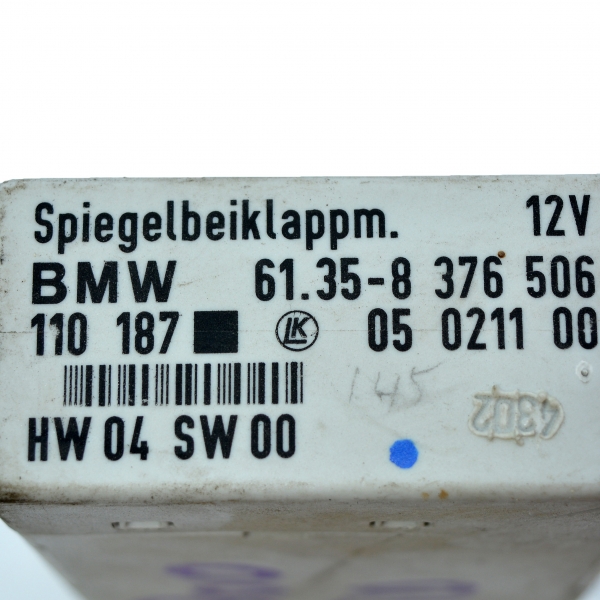 Spiegelbeiklappm. 12V
BMW 61.35-8 376 506
110 187 LK 05 0211 00
145
4302
HW 04 SW 00